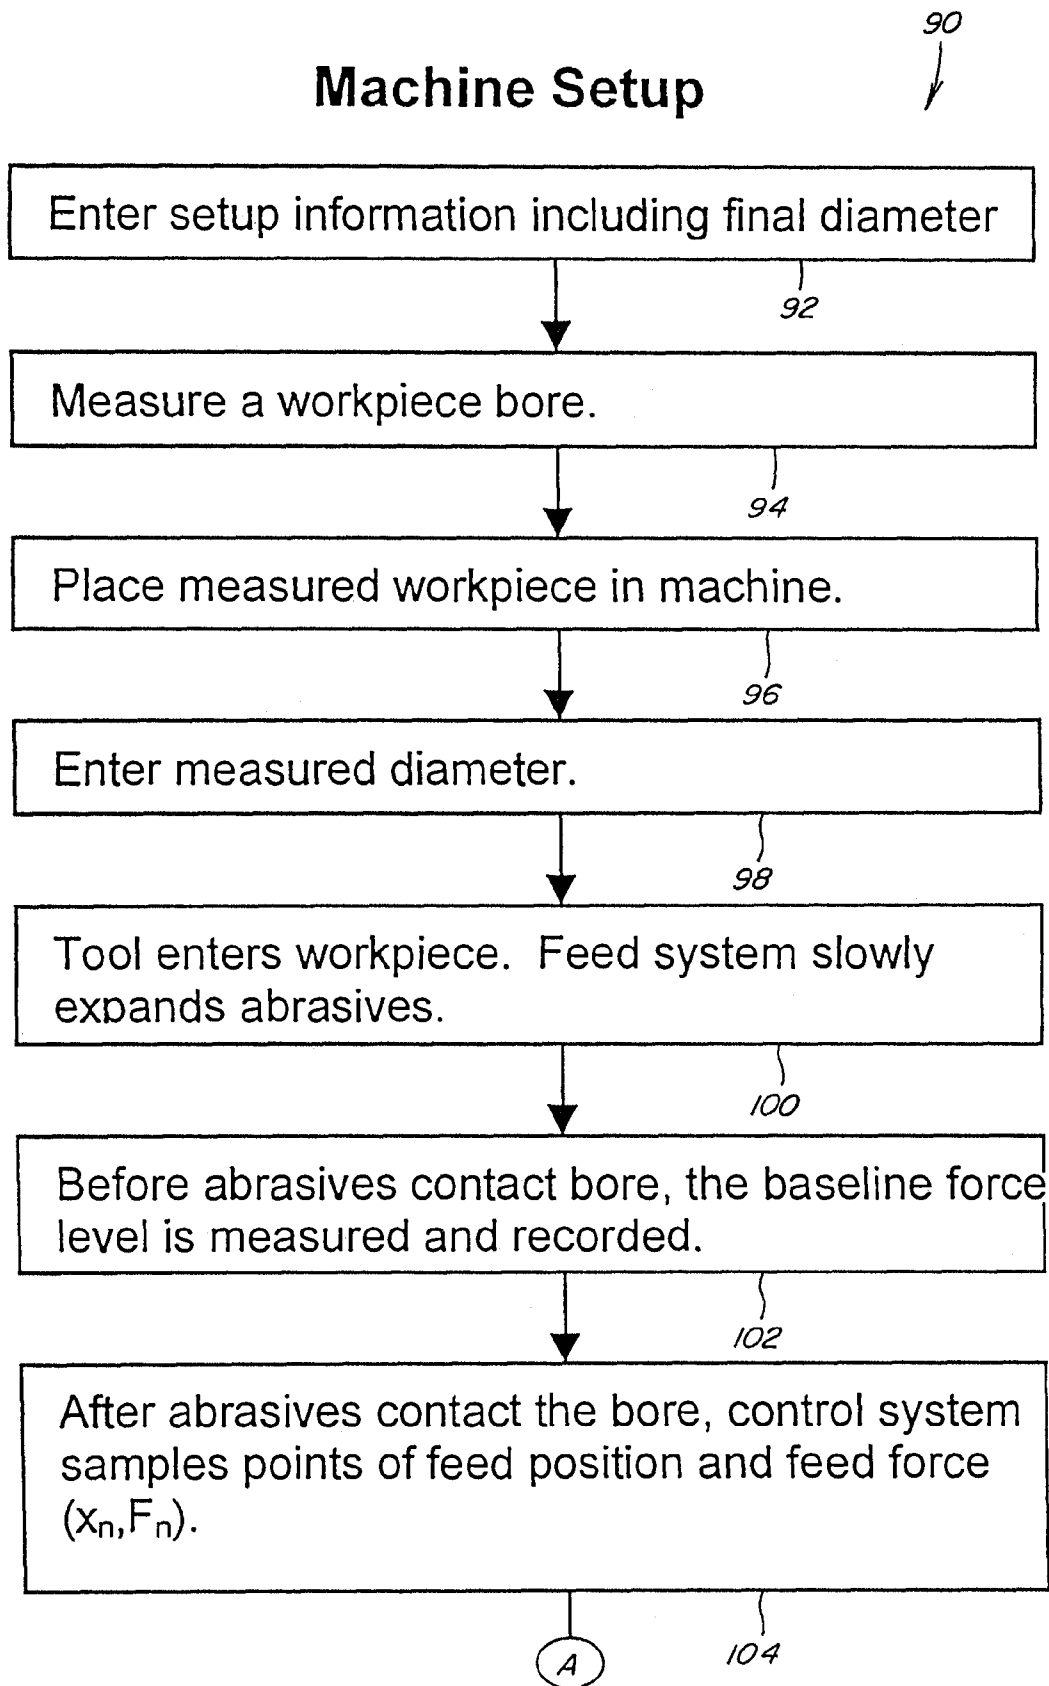 90
Machine Setup
Enter setup information including final diameter
92
Measure a workpiece bore.
94
Place measured workpiece in machine.
96
Enter measured diameter.
98
Tool enters workpiece. Feed system slowly
expands abrasives.
100
Before abrasives contact bore, the baseline force
level is measured and recorded.
102
After abrasives contact the bore, control system
samples points of feed position and feed force
(xₙ,Fₙ).
104
A